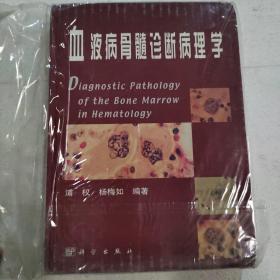 血液病骨髓诊断病理学
Diagnostic Pathology
of the Bone Marrow
in Hematology
浦权 杨梅如 编著
科学出版社